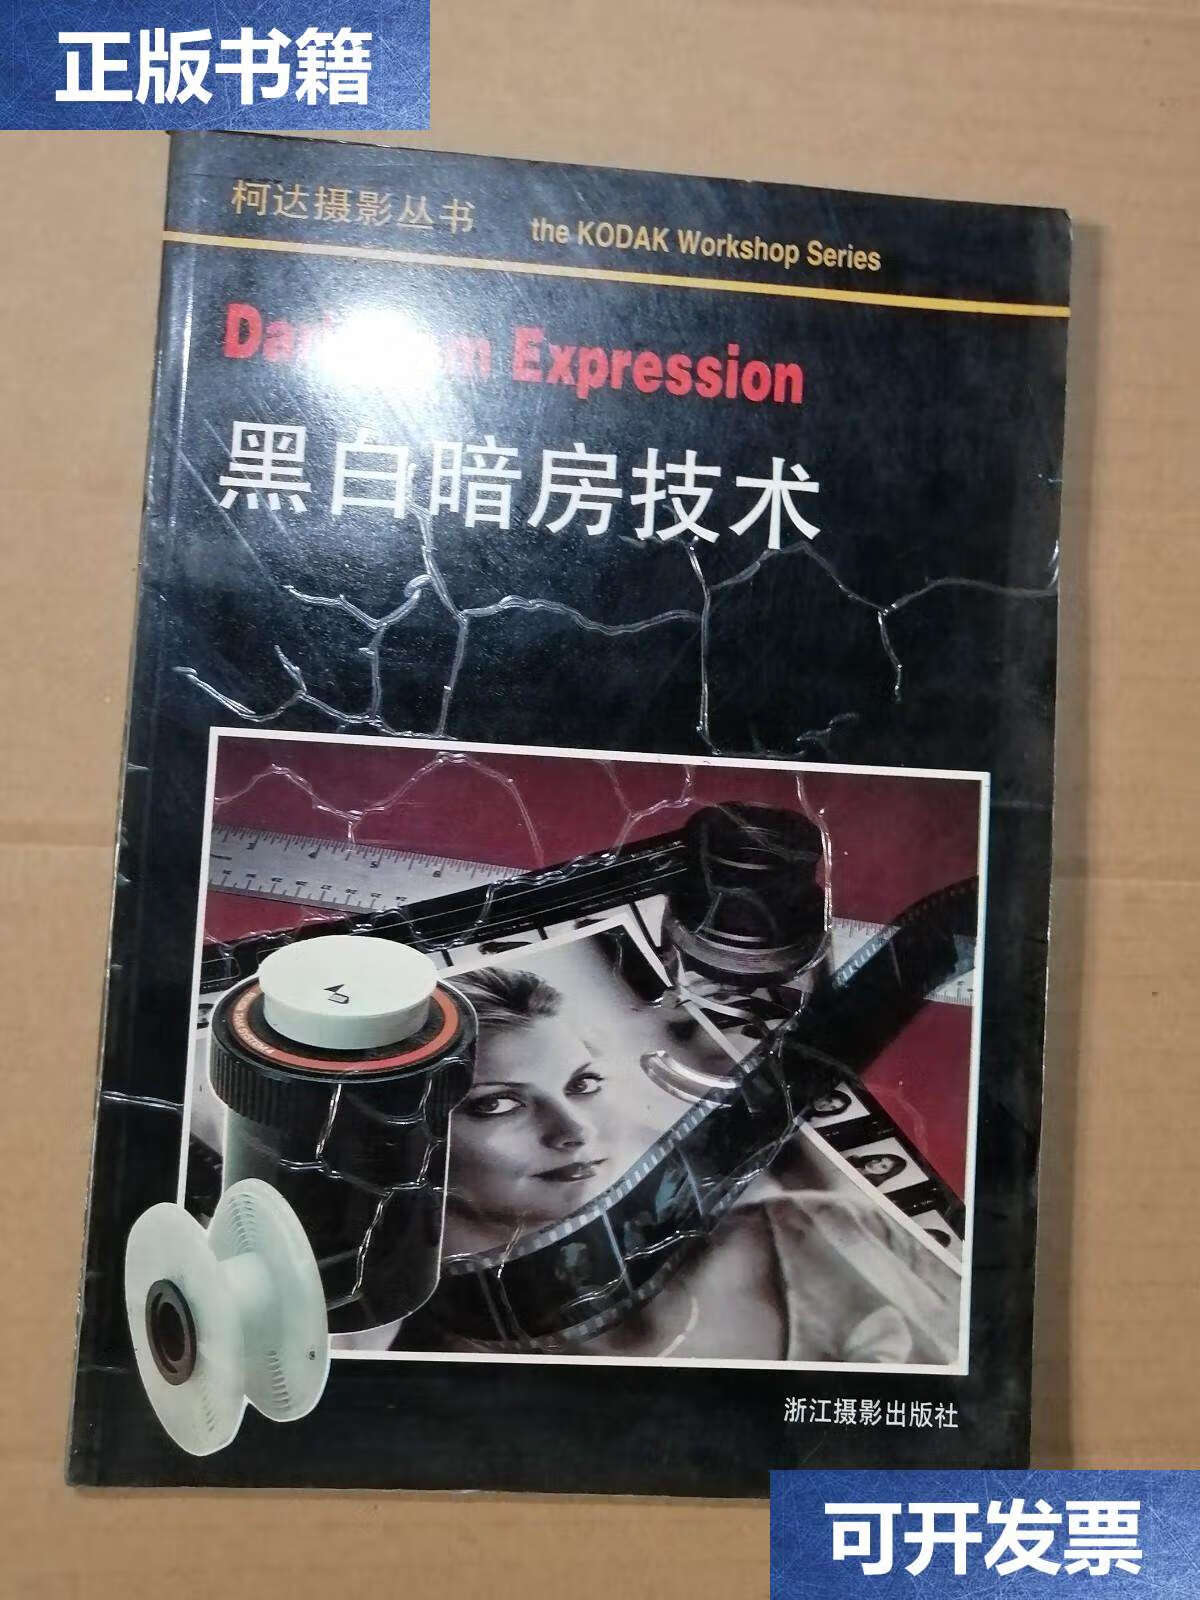 正版书籍
柯达摄影丛书
the KODAK Workshop Series
Expression
黑白暗房技术
浙江摄影出版社
可开发票